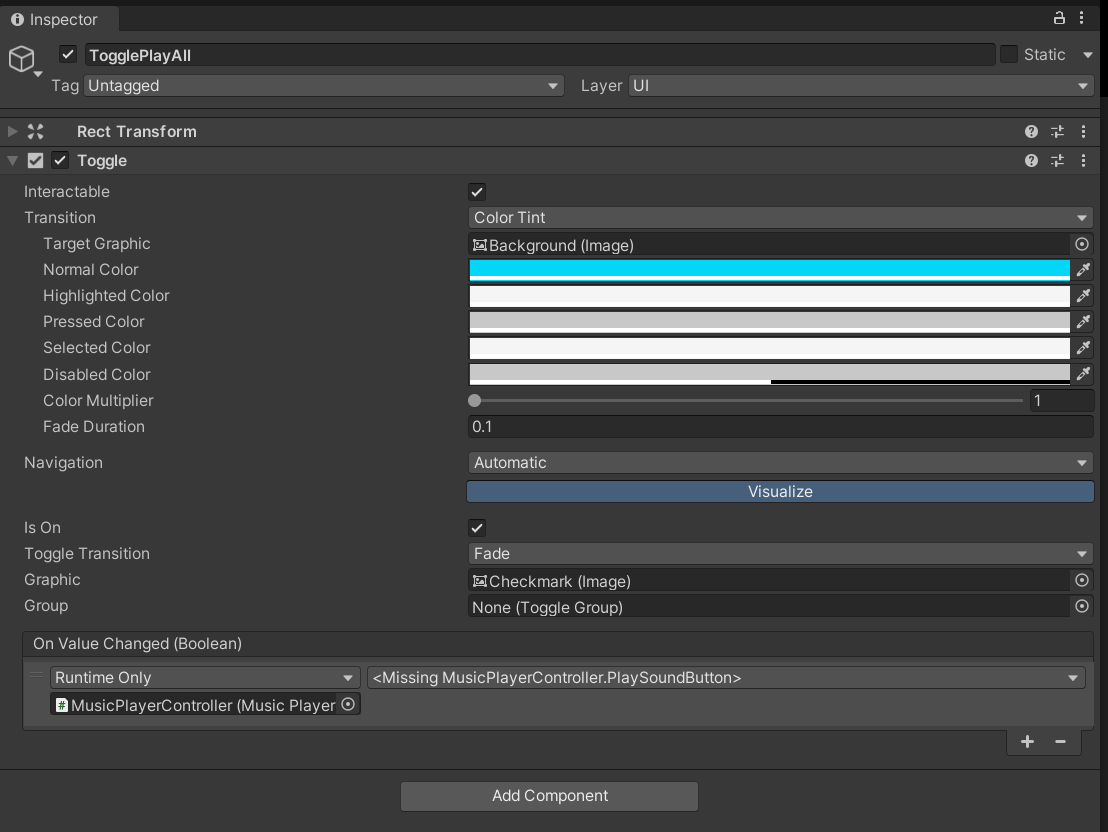 Inspector
TogglePlayAll
Static
Tag Untagged Layer UI
Rect Transform
Toggle
Interactable
Transition Color Tint
Target Graphic Background (Image)
Normal Color
Highlighted Color
Pressed Color
Selected Color
Disabled Color
Color Multiplier 1
Fade Duration 0.1
Navigation Automatic
Visualize
Is On
Toggle Transition Fade
Graphic Checkmark (Image)
Group None (Toggle Group)
On Value Changed (Boolean)
Runtime Only <Missing MusicPlayerController.PlaySoundButton>
# MusicPlayerController (Music Player
Add Component